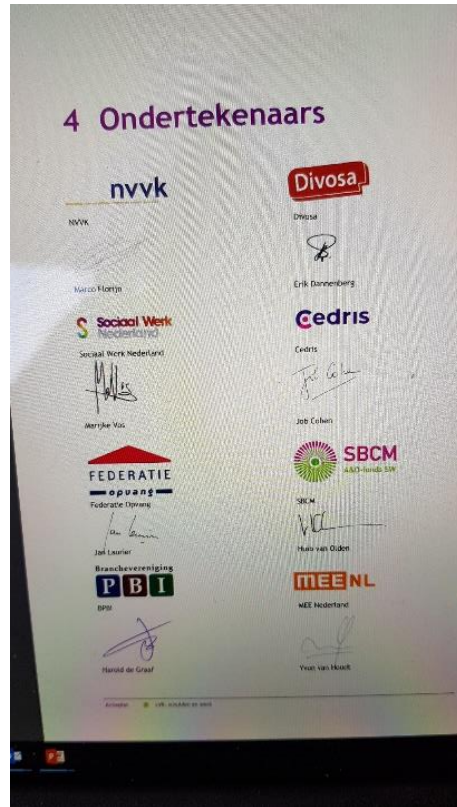 4 Ondertekenaars
nvvk
NVVK
Marco Florijn
Sociaal Werk
Nederland
Sociaal Werk Nederland
Marijke Vos
FEDERATIE
opvang
Federatie Opvang
Jan Laurier
Branchevereniging
PBI
BPBI
Harold de Graaf
Divosa
Divosa
Erik Dannenberg
Cedris
Cedris
Job Cohen
SBCM
A&O-fonds SW
SBCM
Huib van Olden
MEE NL
MEE Nederland
Yvon van Houdt